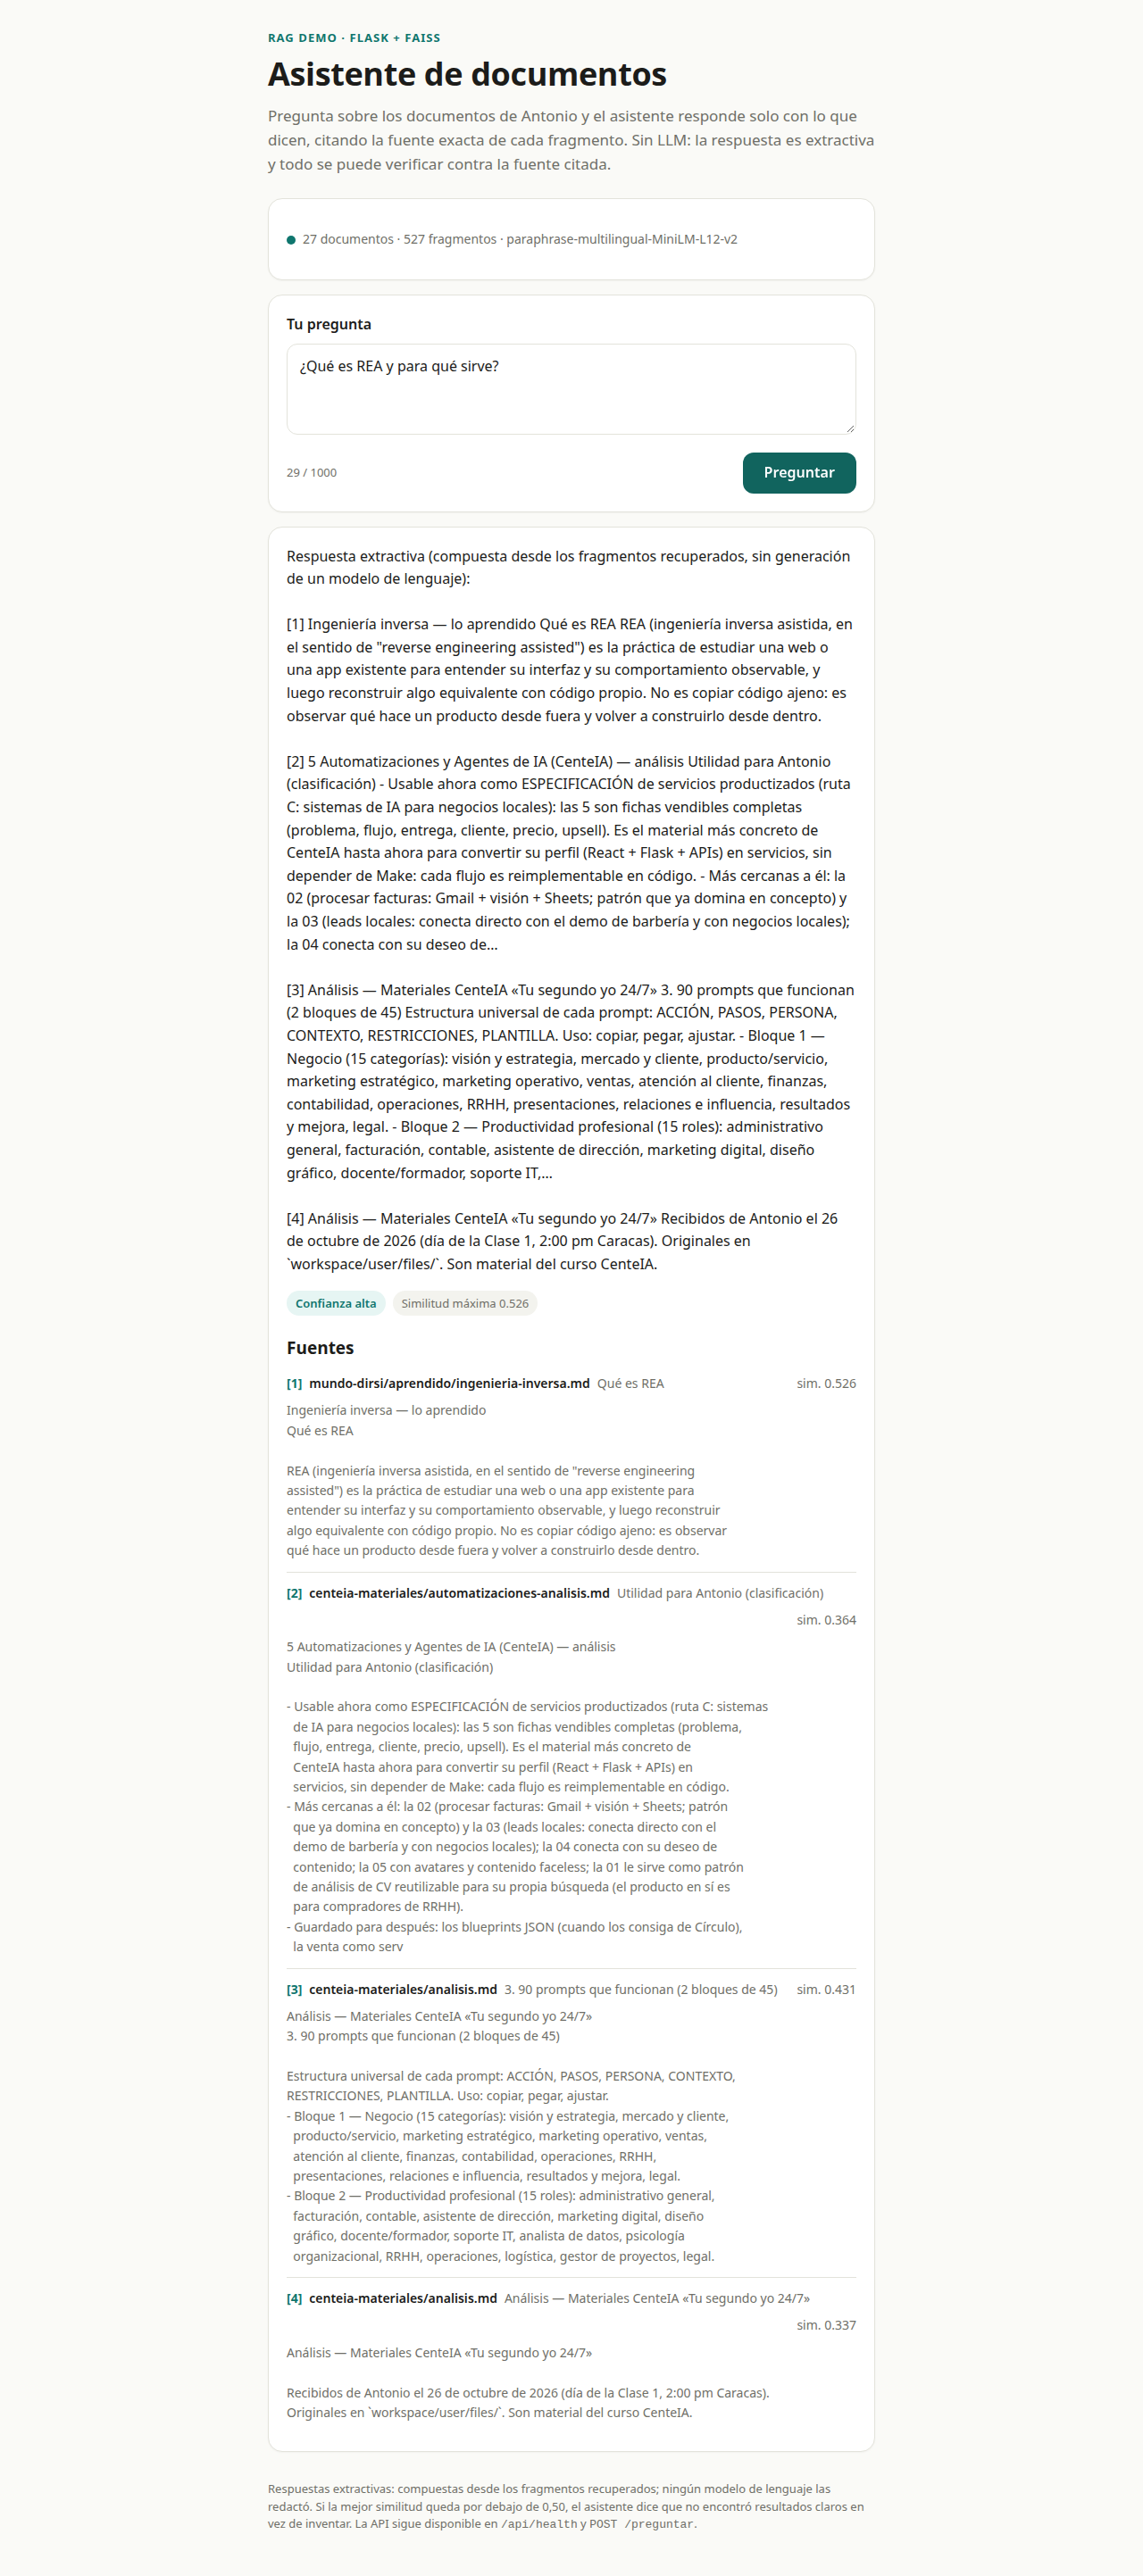 RAG DEMO · FLASK + FAISS
Asistente de documentos
Pregunta sobre los documentos de Antonio y el asistente responde solo con lo que
dicen, citando la fuente exacta de cada fragmento. Sin LLM: la respuesta es extractiva
y todo se puede verificar contra la fuente citada.
27 documentos · 527 fragmentos · paraphrase-multilingual-MiniLM-L12-v2
Tu pregunta
¿Qué es REA y para qué sirve?
29 / 1000
Preguntar
Respuesta extractiva (compuesta desde los fragmentos recuperados, sin generación
de un modelo de lenguaje):
[1] Ingeniería inversa — lo aprendido Qué es REA REA (ingeniería inversa asistida, en
el sentido de "reverse engineering assisted") es la práctica de estudiar una web o
una app existente para entender su interfaz y su comportamiento observable, y
luego reconstruir algo equivalente con código propio. No es copiar código ajeno: es
observar qué hace un producto desde fuera y volver a construirlo desde dentro.
[2] 5 Automatizaciones y Agentes de IA (CenteIA) — análisis Utilidad para Antonio
(clasificación) - Usable ahora como ESPECIFICACIÓN de servicios productizados (ruta
C: sistemas de IA para negocios locales): las 5 son fichas vendibles completas
(problema, flujo, entrega, cliente, precio, upsell). Es el material más concreto de
CenteIA hasta ahora para convertir su perfil (React + Flask + APIs) en servicios, sin
depender de Make: cada flujo es reimplementable en código. - Más cercanas a él: la
02 (procesar facturas: Gmail + visión + Sheets; patrón que ya domina en concepto) y
la 03 (leads locales: conecta directo con el demo de barbería y con negocios locales);
la 04 conecta con su deseo de...
[3] Análisis — Materiales CenteIA «Tu segundo yo 24/7» 3. 90 prompts que funcionan
(2 bloques de 45) Estructura universal de cada prompt: ACCIÓN, PASOS, PERSONA,
CONTEXTO, RESTRICCIONES, PLANTILLA. Uso: copiar, pegar, ajustar. - Bloque 1 —
Negocio (15 categorías): visión y estrategia, mercado y cliente, producto/servicio,
marketing estratégico, marketing operativo, ventas, atención al cliente, finanzas,
contabilidad, operaciones, RRHH, presentaciones, relaciones e influencia, resultados
y mejora, legal. - Bloque 2 — Productividad profesional (15 roles): administrativo
general, facturación, contable, asistente de dirección, marketing digital, diseño
gráfico, docente/formador, soporte IT,...
[4] Análisis — Materiales CenteIA «Tu segundo yo 24/7» Recibidos de Antonio el 26
de octubre de 2026 (día de la Clase 1, 2:00 pm Caracas). Originales en
`workspace/user/files/`. Son material del curso CenteIA.
Confianza alta Similitud máxima 0.526
Fuentes
[1] mundo-dirsi/aprendido/ingenieria-inversa.md Qué es REA sim. 0.526
Ingeniería inversa — lo aprendido
Qué es REA
REA (ingeniería inversa asistida, en el sentido de "reverse engineering
assisted") es la práctica de estudiar una web o una app existente para
entender su interfaz y su comportamiento observable, y luego reconstruir
algo equivalente con código propio. No es copiar código ajeno: es observar
qué hace un producto desde fuera y volver a construirlo desde dentro.
[2] centeia-materiales/automatizaciones-analisis.md Utilidad para Antonio (clasificación)
sim. 0.364
5 Automatizaciones y Agentes de IA (CenteIA) — análisis
Utilidad para Antonio (clasificación)
- Usable ahora como ESPECIFICACIÓN de servicios productizados (ruta C: sistemas
de IA para negocios locales): las 5 son fichas vendibles completas (problema,
flujo, entrega, cliente, precio, upsell). Es el material más concreto de
CenteIA hasta ahora para convertir su perfil (React + Flask + APIs) en
servicios, sin depender de Make: cada flujo es reimplementable en código.
- Más cercanas a él: la 02 (procesar facturas: Gmail + visión + Sheets; patrón
que ya domina en concepto) y la 03 (leads locales: conecta directo con el
demo de barbería y con negocios locales); la 04 conecta con su deseo de
contenido; la 05 con avatares y contenido faceless; la 01 le sirve como patrón
de análisis de CV reutilizable para su propia búsqueda (el producto en sí es
para compradores de RRHH).
- Guardado para después: los blueprints JSON (cuando los consiga de Círculo),
la venta como serv
[3] centeia-materiales/analisis.md 3. 90 prompts que funcionan (2 bloques de 45) sim. 0.431
Análisis — Materiales CenteIA «Tu segundo yo 24/7»
3. 90 prompts que funcionan (2 bloques de 45)
Estructura universal de cada prompt: ACCIÓN, PASOS, PERSONA, CONTEXTO,
RESTRICCIONES, PLANTILLA. Uso: copiar, pegar, ajustar.
- Bloque 1 — Negocio (15 categorías): visión y estrategia, mercado y cliente,
producto/servicio, marketing estratégico, marketing operativo, ventas,
atención al cliente, finanzas, contabilidad, operaciones, RRHH,
presentaciones, relaciones e influencia, resultados y mejora, legal.
- Bloque 2 — Productividad profesional (15 roles): administrativo general,
facturación, contable, asistente de dirección, marketing digital, diseño
gráfico, docente/formador, soporte IT, analista de datos, psicología
organizacional, RRHH, operaciones, logística, gestor de proyectos, legal.
[4] centeia-materiales/analisis.md Análisis — Materiales CenteIA «Tu segundo yo 24/7»
sim. 0.337
Análisis — Materiales CenteIA «Tu segundo yo 24/7»
Recibidos de Antonio el 26 de octubre de 2026 (día de la Clase 1, 2:00 pm Caracas).
Originales en `workspace/user/files/`. Son material del curso CenteIA.
Respuestas extractivas: compuestas desde los fragmentos recuperados; ningún modelo de lenguaje las
redactó. Si la mejor similitud queda por debajo de 0,50, el asistente dice que no encontró resultados claros en
vez de inventar. La API sigue disponible en /api/health y POST /preguntar.